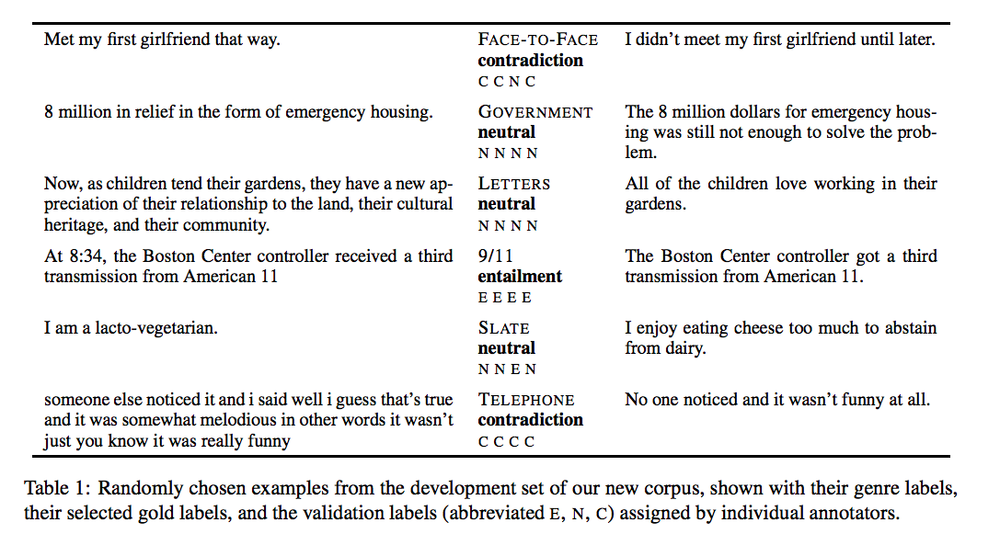 Met my first girlfriend that way.
FACE-TO-FACE
contradiction
C C N C
I didn't meet my first girlfriend until later.
8 million in relief in the form of emergency housing.
GOVERNMENT
neutral
N N N N
The 8 million dollars for emergency hous-
ing was still not enough to solve the prob-
lem.
Now, as children tend their gardens, they have a new ap-
preciation of their relationship to the land, their cultural
heritage, and their community.
LETTERS
neutral
N N N N
All of the children love working in their
gardens.
At 8:34, the Boston Center controller received a third
transmission from American 11
9/11
entailment
E E E E
The Boston Center controller got a third
transmission from American 11.
I am a lacto-vegetarian.
SLATE
neutral
N N E N
I enjoy eating cheese too much to abstain
from dairy.
someone else noticed it and i said well i guess that's true
and it was somewhat melodious in other words it wasn't
just you know it was really funny
TELEPHONE
contradiction
C C C C
No one noticed and it wasn't funny at all.
Table 1: Randomly chosen examples from the development set of our new corpus, shown with their genre labels,
their selected gold labels, and the validation labels (abbreviated E, N, C) assigned by individual annotators.